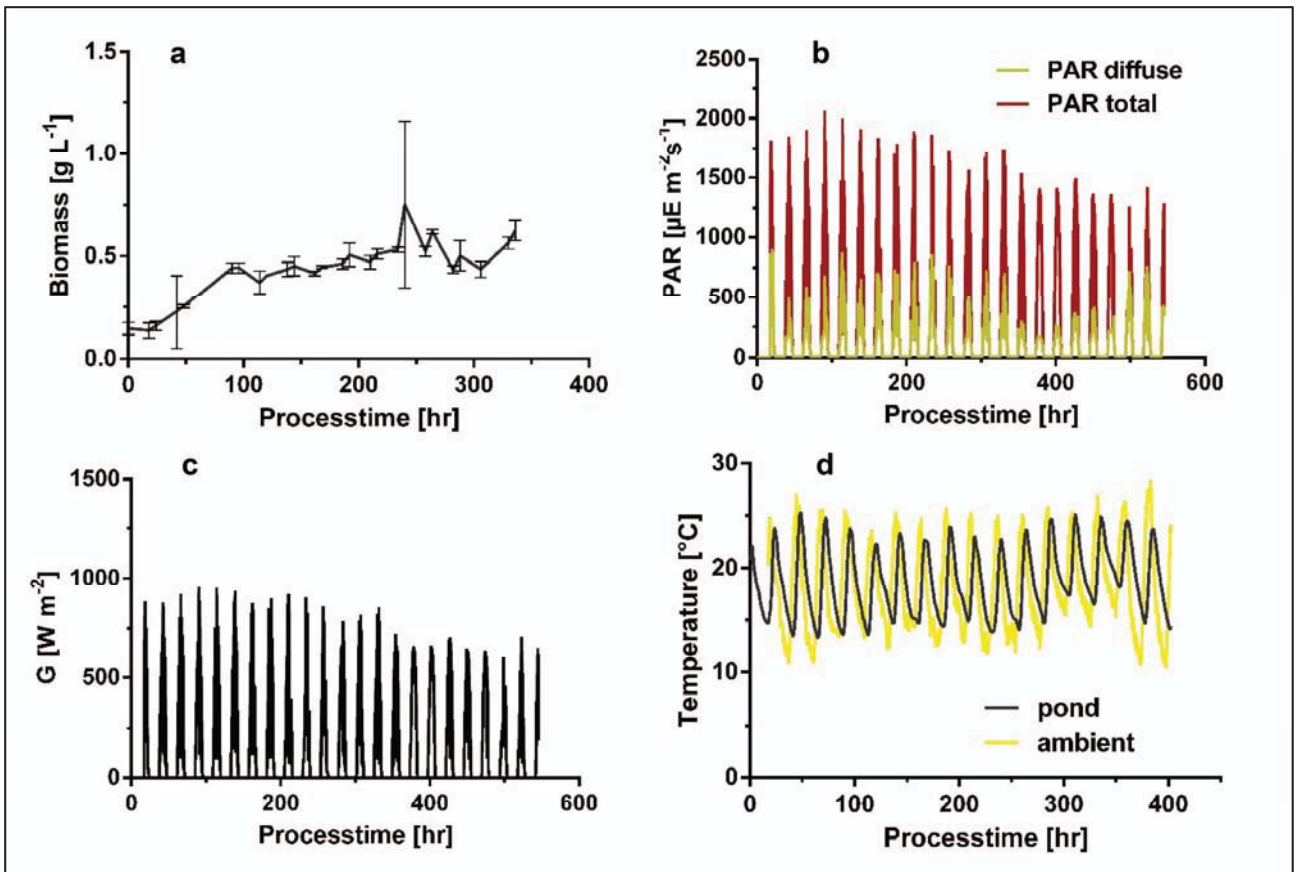 a
1.5
1.0
0.5
0.0
Biomass [g L-1]
0 100 200 300 400
Processtime [hr]
b
PAR diffuse
PAR total
2500
2000
1500
1000
500
0
PAR [µE m-2s-1]
0 200 400 600
Processtime [hr]
c
1500
1000
500
0
G [W m-2]
0 200 400 600
Processtime [hr]
d
30
20
10
0
Temperature [°C]
pond
ambient
0 100 200 300 400
Processtime [hr]